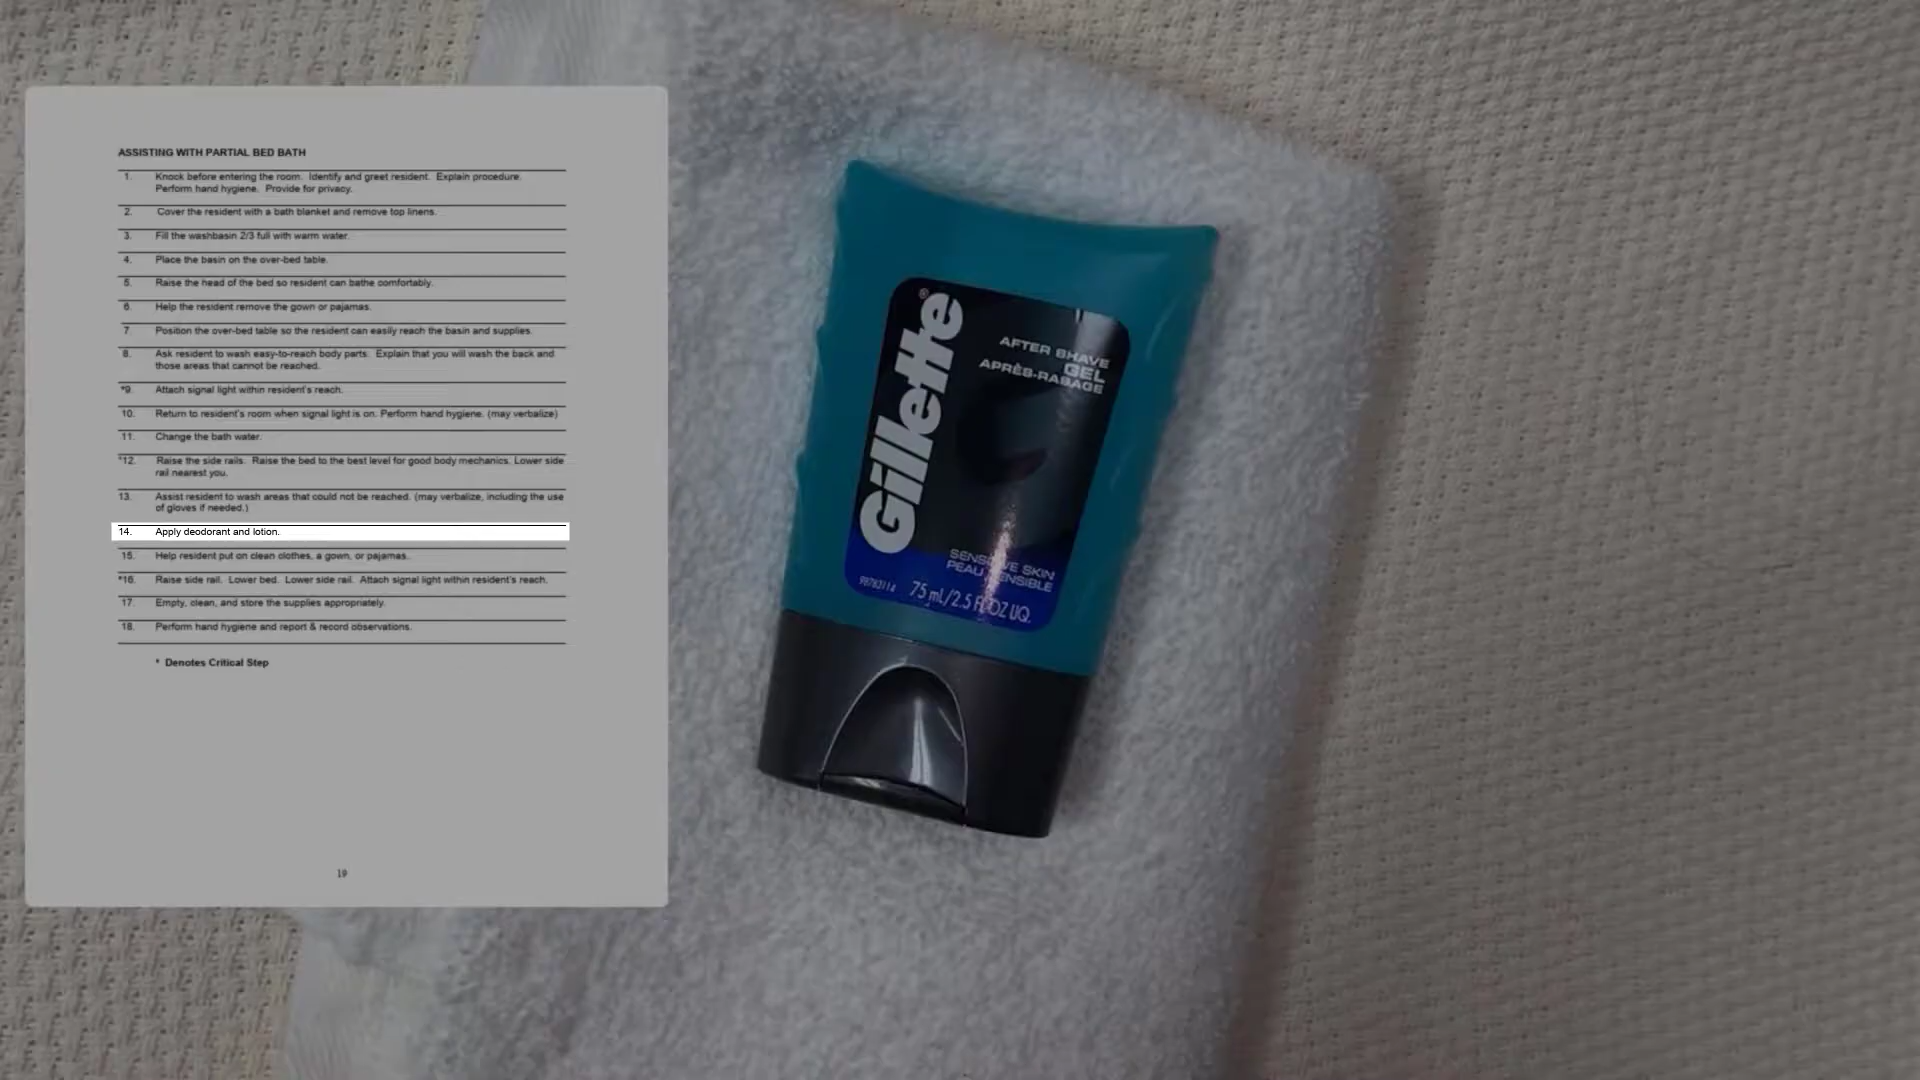 ASSISTING WITH PARTIAL BED BATH
1. Knock before entering the room. Identify and greet resident. Explain procedure.
Perform hand hygiene. Provide for privacy.
2. Cover the resident with a bath blanket and remove top linens.
3. Fill the washbasin 2/3 full with warm water.
4. Place the basin on the over-bed table.
5. Raise the head of the bed so resident can bathe comfortably.
6. Help the resident remove the gown or pajamas.
7. Position the over-bed table so the resident can easily reach the basin and supplies.
8. Ask resident to wash easy-to-reach body parts. Explain that you will wash the back and
those areas that cannot be reached.
*9. Attach signal light within resident's reach.
10. Return to resident's room when signal light is on. Perform hand hygiene. (may verbalize)
11. Change the bath water.
*12. Raise the side rails. Raise the bed to the best level for good body mechanics. Lower side
rail nearest you.
13. Assist resident to wash areas that could not be reached. (may verbalize, including the use
of gloves if needed.)
14. Apply deodorant and lotion.
15. Help resident put on clean clothes, a gown, or pajamas.
*16. Raise side rail. Lower bed. Lower side rail. Attach signal light within resident's reach.
17. Empty, clean, and store the supplies appropriately.
18. Perform hand hygiene and report & record observations.
* Denotes Critical Step
19
Gillette®
AFTER SHAVE
GEL
APRÈS-RASAGE
SENSITIVE SKIN
PEAU SENSIBLE
75 mL/2.5 FL OZ LIQ.